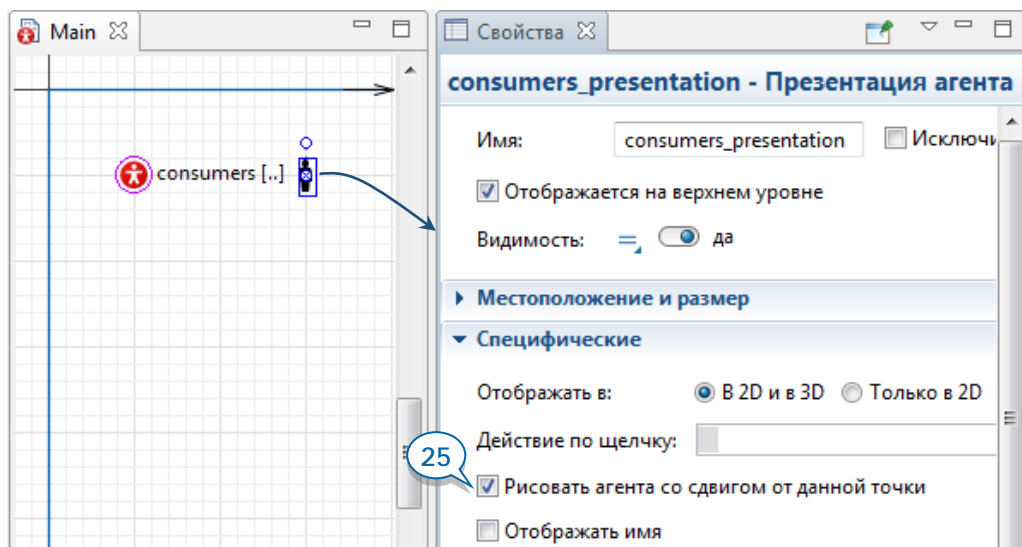 Main
consumers [..]
Свойства
consumers_presentation - Презентация агента
Имя:
consumers_presentation
Исключи
Отображается на верхнем уровне
Видимость:
=
да
Местоположение и размер
Специфические
Отображать в:
В 2D и в 3D
Только в 2D
Действие по щелчку:
25
Рисовать агента со сдвигом от данной точки
Отображать имя